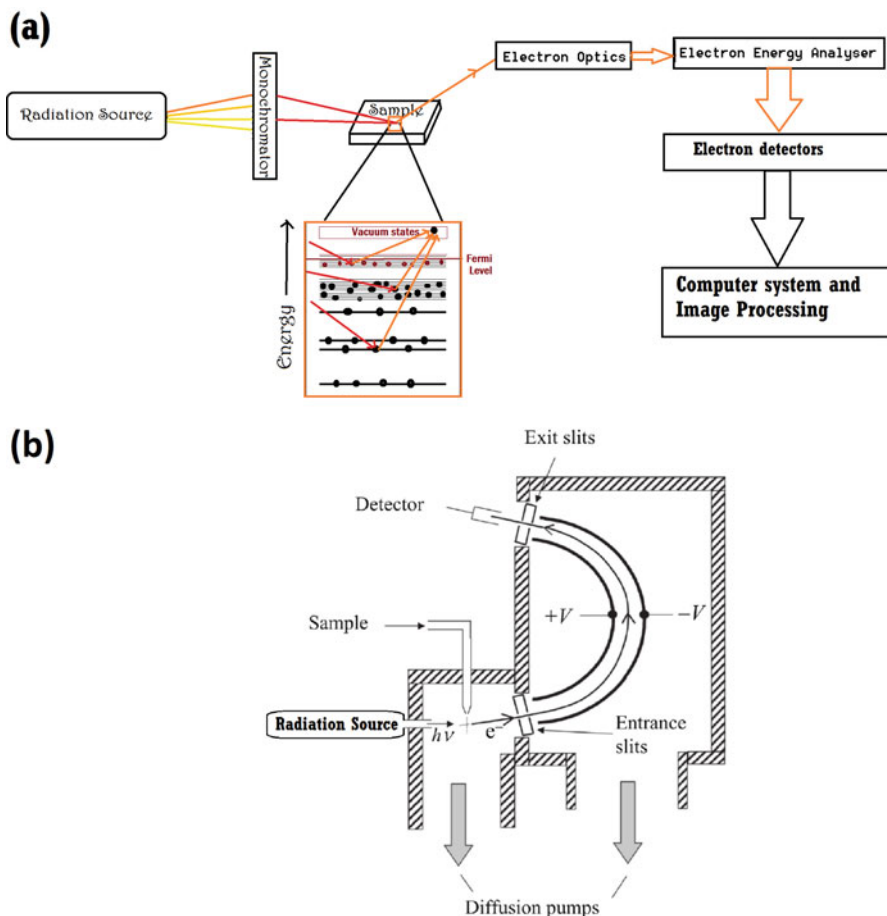 (a)
Radiation Source
Monochromator
Sample
Electron Optics
Electron Energy Analyser
Electron detectors
Computer system and
Image Processing
Energy
Vacuum states
Fermi
Level
(b)
Exit slits
Detector
Sample
+V
−V
Radiation Source
hν
e⁻
Entrance
slits
Diffusion pumps